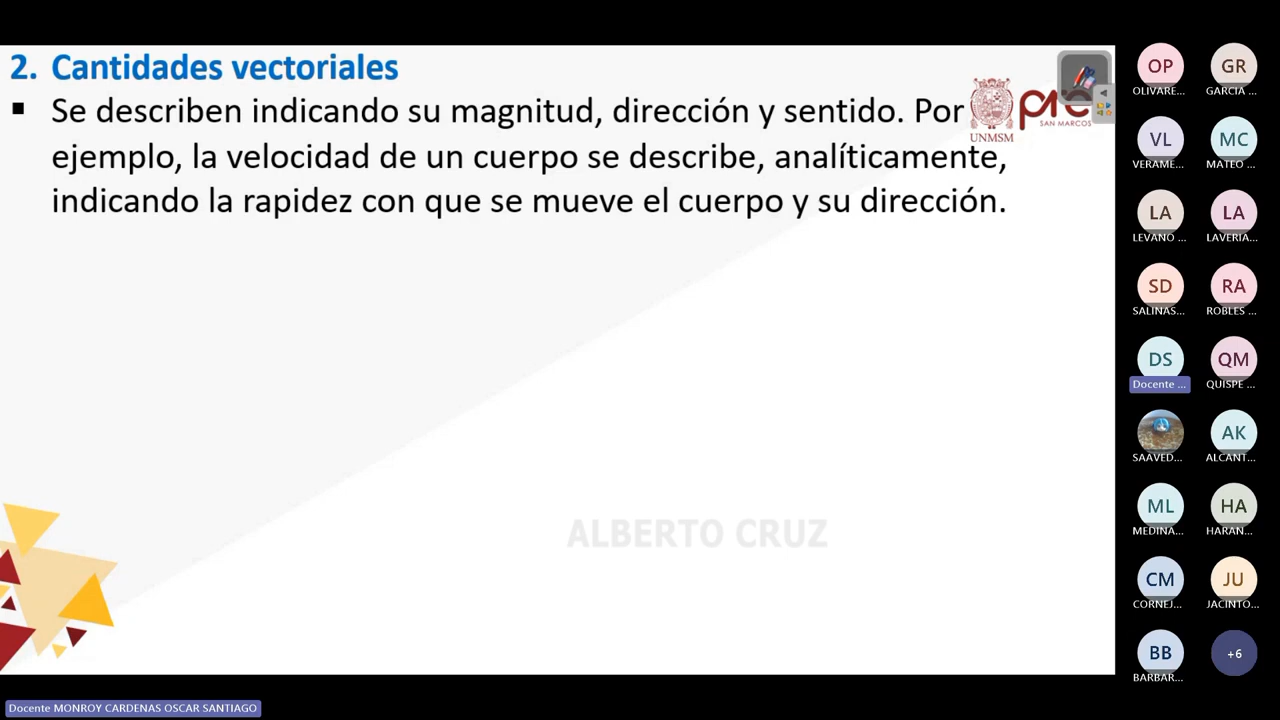 2. Cantidades vectoriales
▪ Se describen indicando su magnitud, dirección y sentido. Por
ejemplo, la velocidad de un cuerpo se describe, analíticamente,
indicando la rapidez con que se mueve el cuerpo y su dirección.
UNMSM
pre
SAN MARCOS
ALBERTO CRUZ
OP GR
OLIVARE... GARCIA ...
VL MC
VERAME... MATEO ...
LA LA
LEVANO ... LAVERIA...
SD RA
SALINAS... ROBLES ...
DS QM
Docente ... QUISPE ...
AK
SAAVED... ALCANT...
ML HA
MEDINA... HARAN...
CM JU
CORNEJ... JACINTO...
BB +6
BARBAR...
Docente MONROY CARDENAS OSCAR SANTIAGO